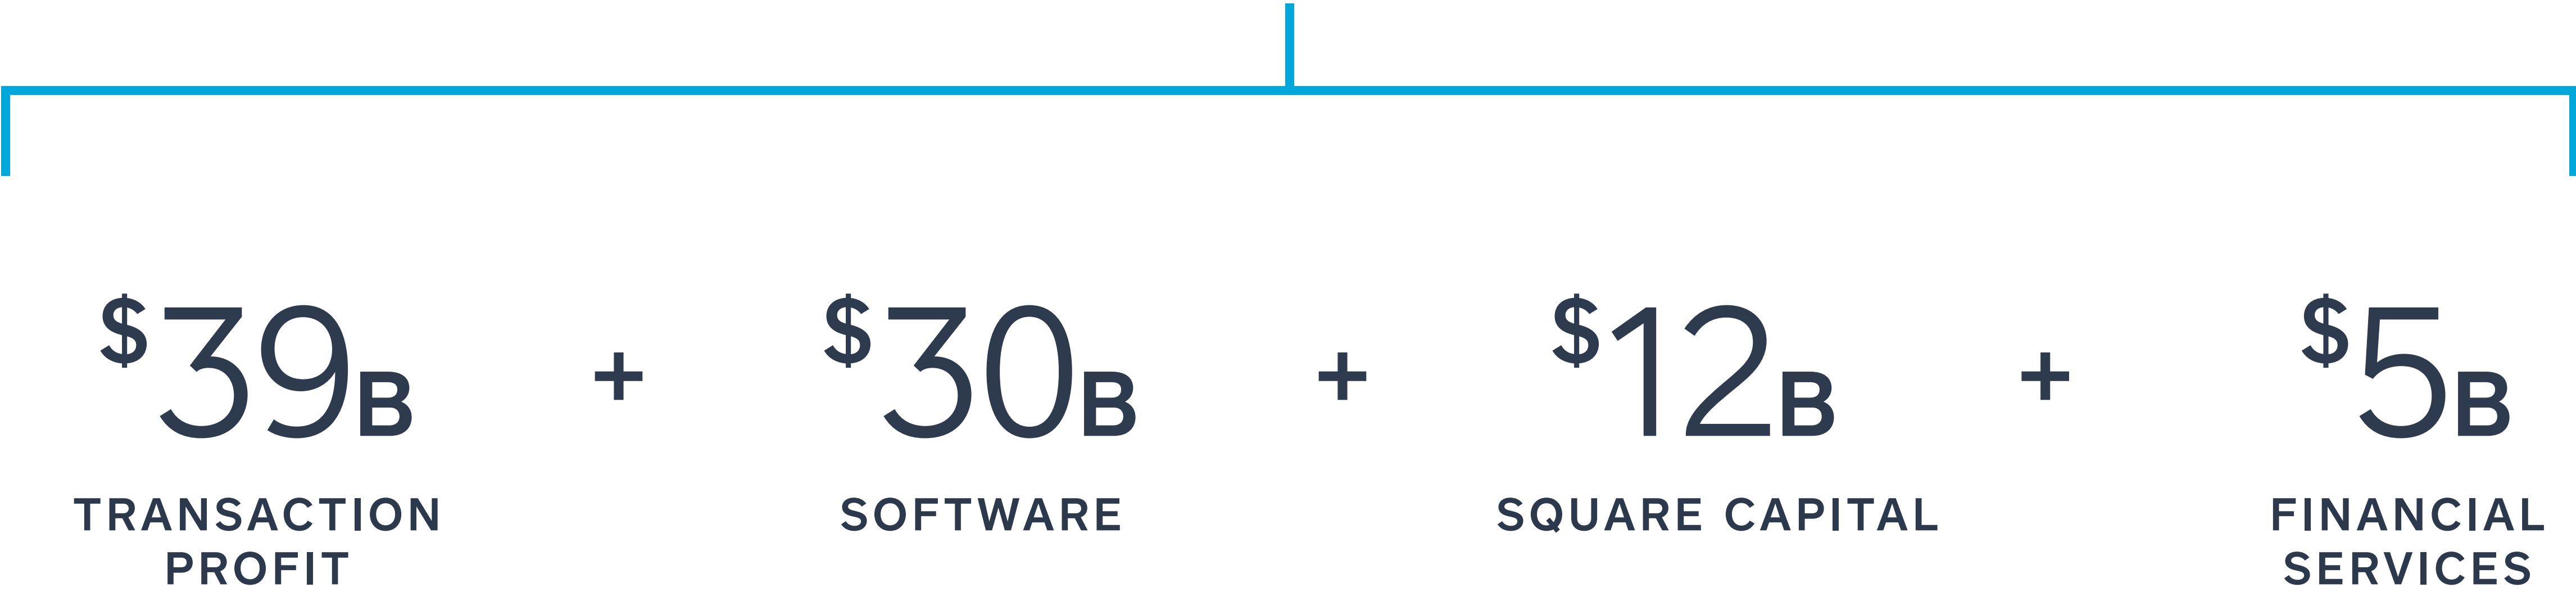 $39B + $30B + $12B + $5B
TRANSACTION SOFTWARE SQUARE CAPITAL FINANCIAL
PROFIT SERVICES